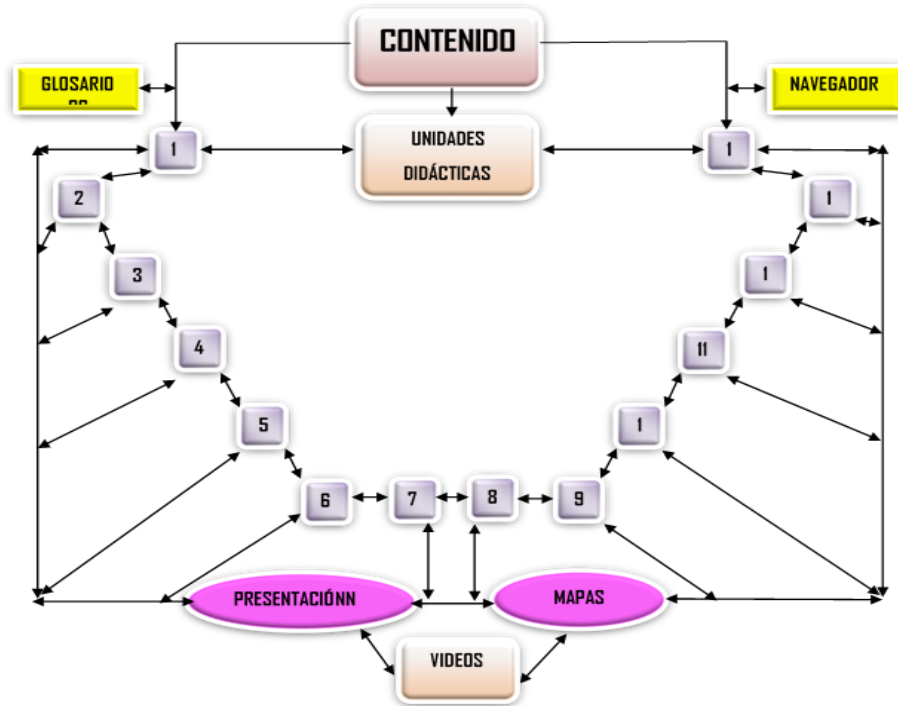 CONTENIDO
GLOSARIO
NAVEGADOR
UNIDADES
DIDÁCTICAS
1
1
2
1
3
1
4
11
5
1
6
7
8
9
PRESENTACIÓNN
MAPAS
VIDEOS